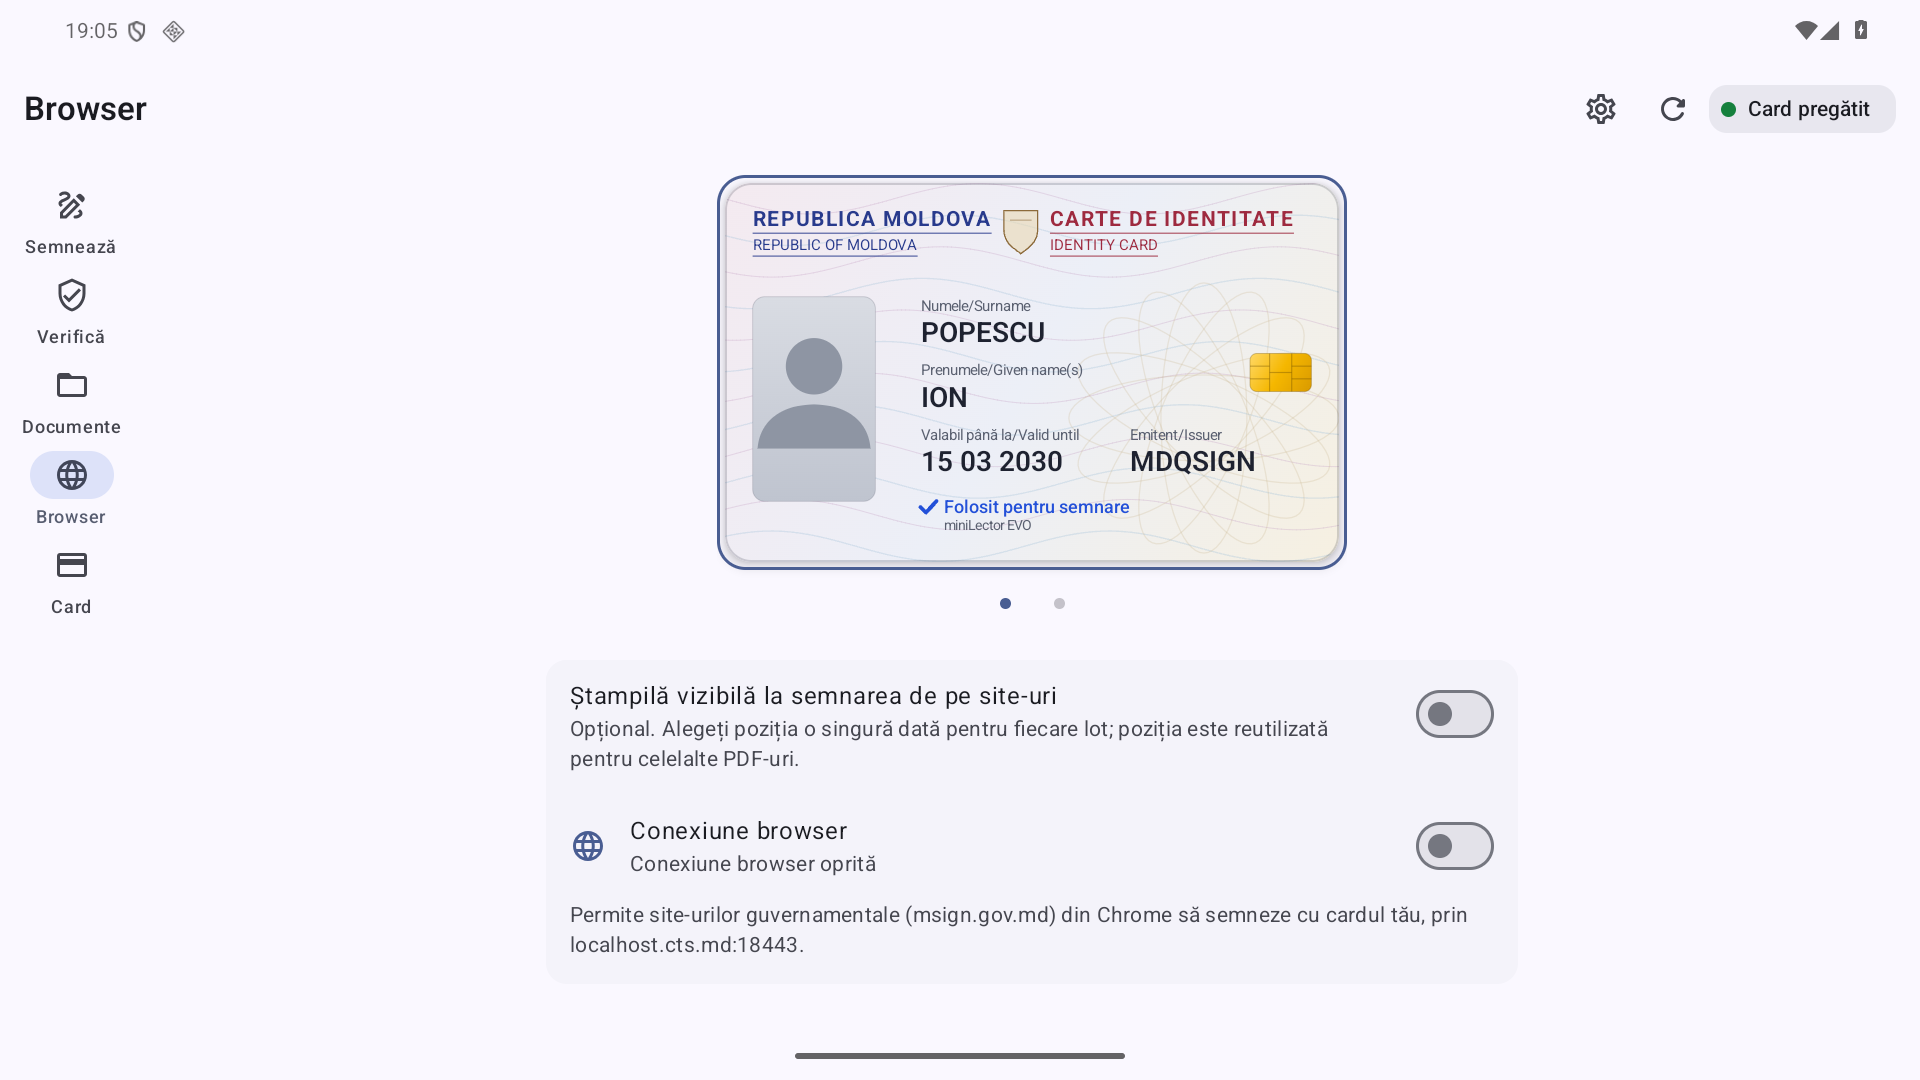 19:05
Browser
Card pregătit
Semnează
Verifică
Documente
Browser
Card
REPUBLICA MOLDOVA
REPUBLIC OF MOLDOVA
CARTE DE IDENTITATE
IDENTITY CARD
Numele/Surname
POPESCU
Prenumele/Given name(s)
ION
Valabil până la/Valid until
15 03 2030
Emitent/Issuer
MDQSIGN
Folosit pentru semnare
miniLector EVO
Ștampilă vizibilă la semnarea de pe site-uri
Opțional. Alegeți poziția o singură dată pentru fiecare lot; poziția este reutilizată
pentru celelalte PDF-uri.
Conexiune browser
Conexiune browser oprită
Permite site-urilor guvernamentale (msign.gov.md) din Chrome să semneze cu cardul tău, prin
localhost.cts.md:18443.